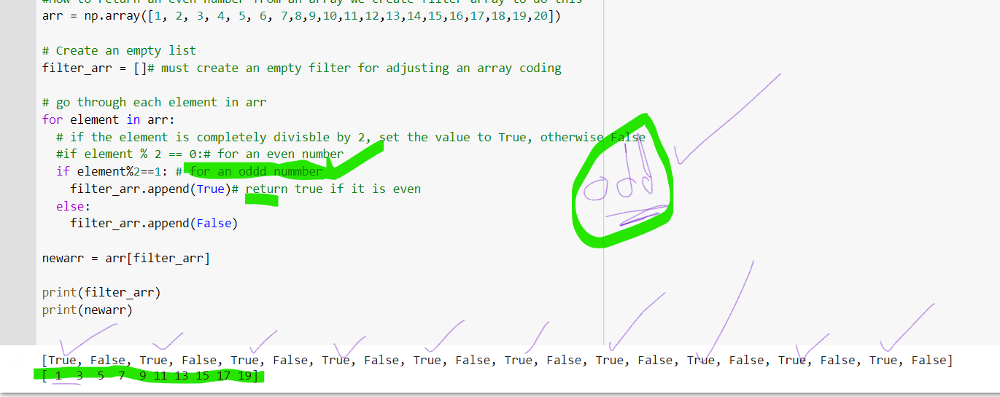 #how to return an even number from an array we create filter array to do this
arr = np.array([1, 2, 3, 4, 5, 6, 7,8,9,10,11,12,13,14,15,16,17,18,19,20])
# Create an empty list
filter_arr = []# must create an empty filter for adjusting an array coding
# go through each element in arr
for element in arr:
# if the element is completely divisble by 2, set the value to True, otherwise False
#if element % 2 == 0:# for an even number
if element%2==1: # for an oddd nummber
odd
filter_arr.append(True)# return true if it is even
else:
filter_arr.append(False)
newarr = arr[filter_arr]
print(filter_arr)
print(newarr)
[True, False, True, False, True, False, True, False, True, False, True, False, True, False, True, False, True, False, True, False]
[ 1 3 5 7 9 11 13 15 17 19]